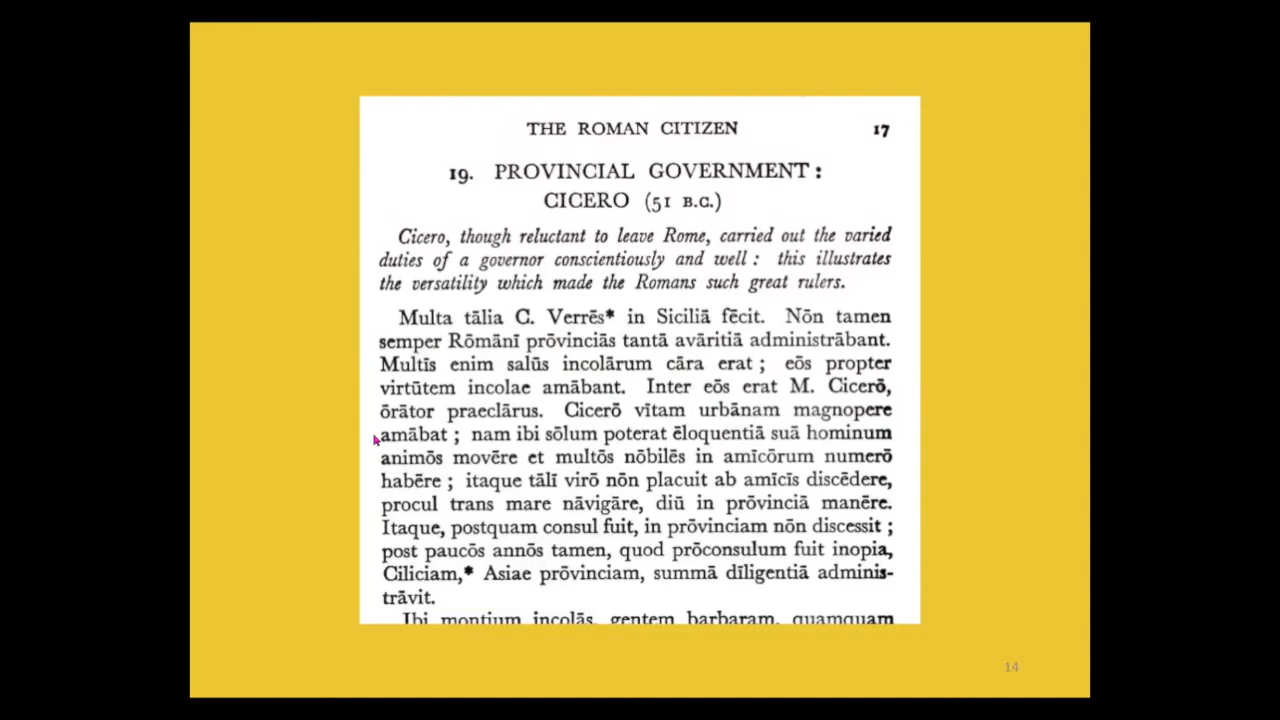 THE ROMAN CITIZEN 17
19. PROVINCIAL GOVERNMENT :
CICERO (51 B.C.)
Cicero, though reluctant to leave Rome, carried out the varied
duties of a governor conscientiously and well : this illustrates
the versatility which made the Romans such great rulers.
Multa tālia C. Verrēs* in Siciliā fēcit. Nōn tamen
semper Rōmānī prōvinciās tantā avāritiā administrābant.
Multīs enim salūs incolārum cāra erat ; eōs propter
virtūtem incolae amābant. Inter eōs erat M. Cicerō,
ōrātor praeclārus. Cicerō vītam urbānam magnopere
amābat ; nam ibi sōlum poterat ēloquentiā suā hominum
animōs movēre et multōs nōbilēs in amīcōrum numerō
habēre ; itaque tālī virō nōn placuit ab amīcīs discēdere,
procul trans mare nāvigāre, diū in prōvinciā manēre.
Itaque, postquam consul fuit, in prōvinciam nōn discessit ;
post paucōs annōs tamen, quod prōconsulum fuit inopia,
Ciliciam,* Asiae prōvinciam, summā dīligentiā adminis-
trāvit.
Ibi montium incolās, gentem barbaram, quamquam
14